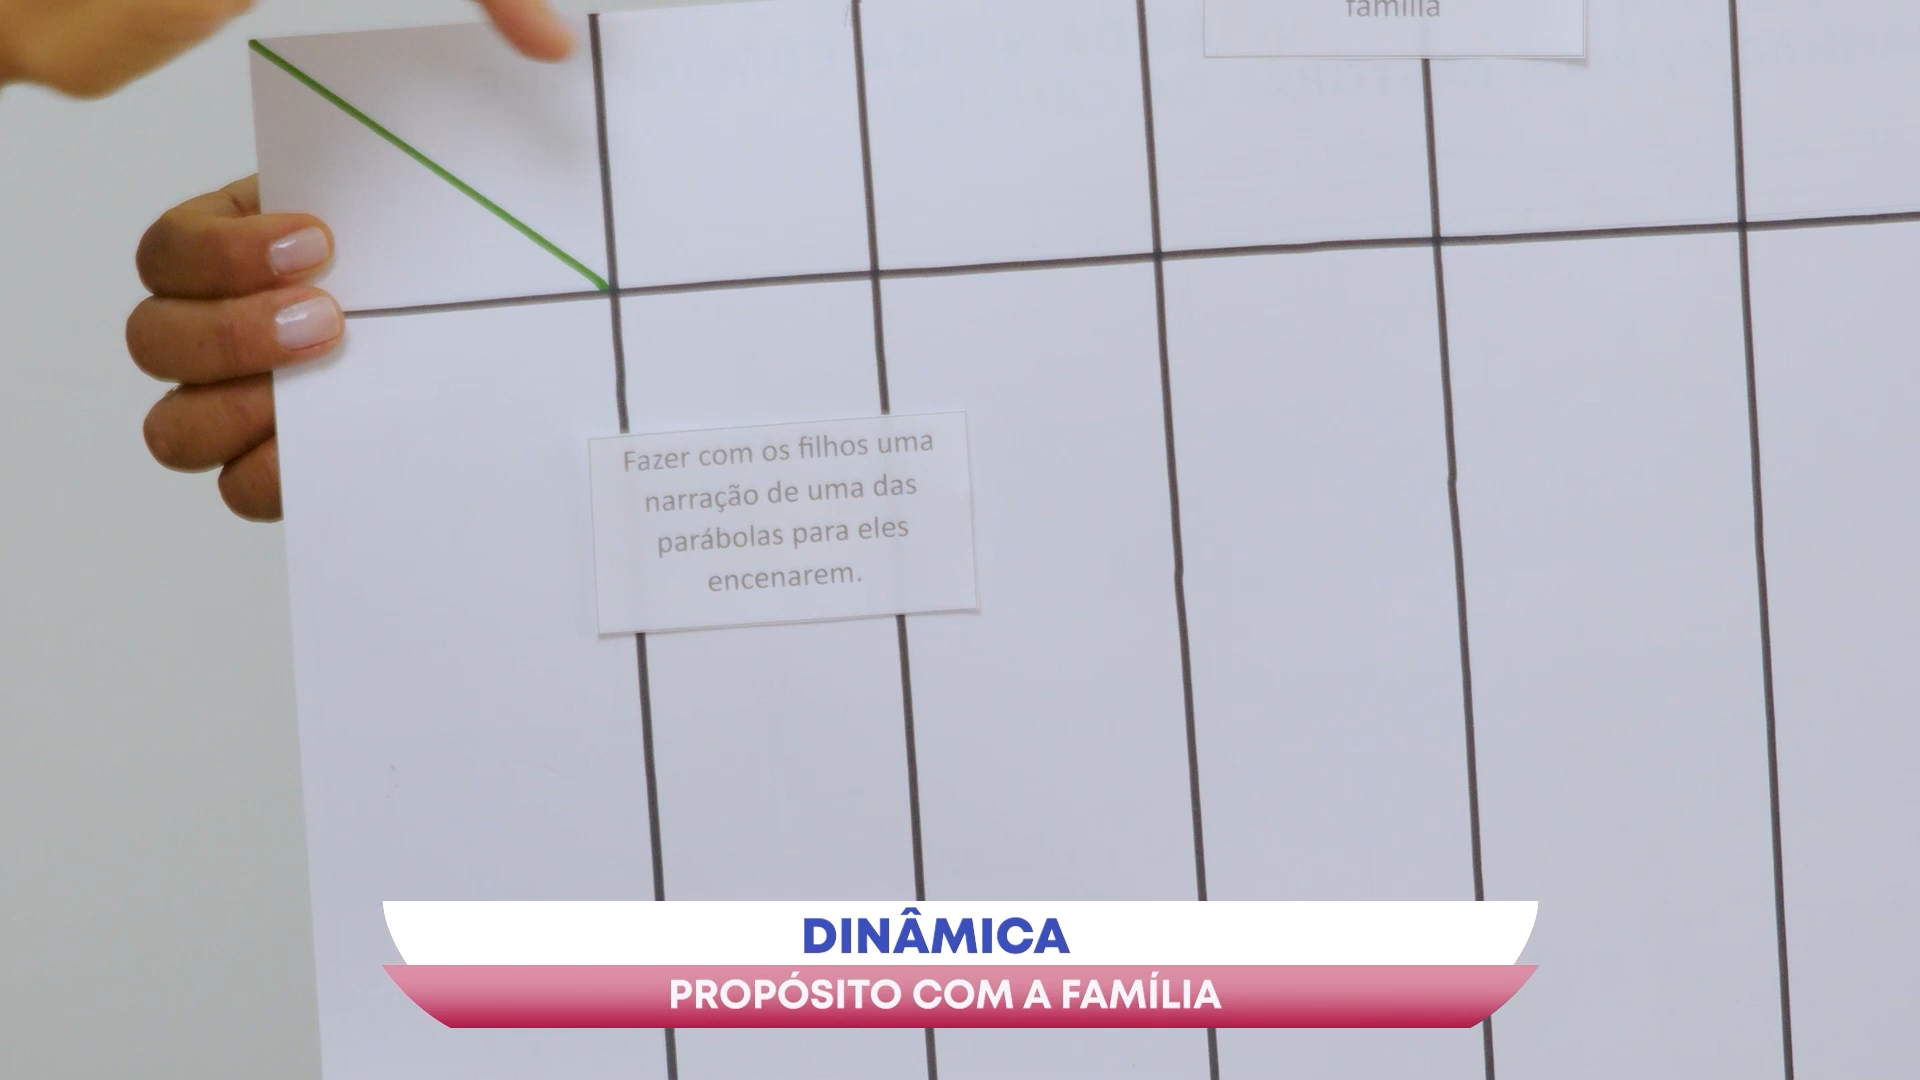 família
Fazer com os filhos uma
narração de uma das
parábolas para eles
encenarem.
DINÂMICA
PROPÓSITO COM A FAMÍLIA